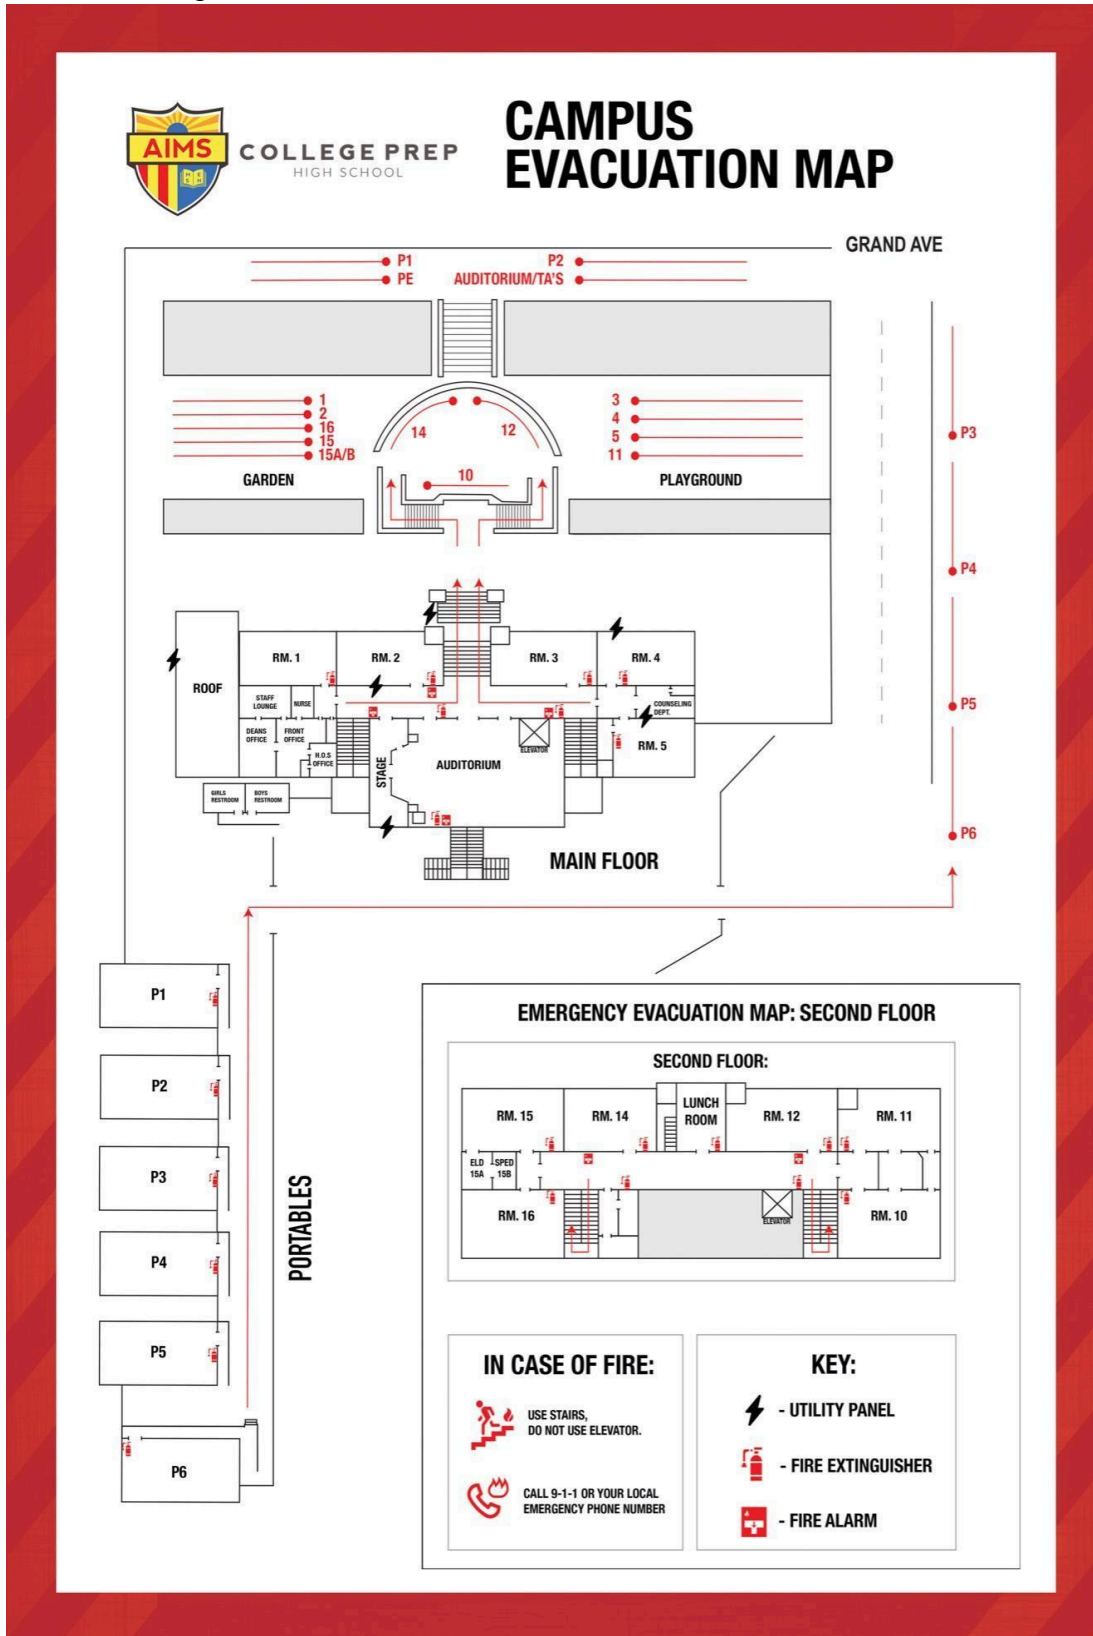 AIMS
COLLEGE PREP
HIGH SCHOOL
CAMPUS
EVACUATION MAP
GRAND AVE
P1
P2
PE
AUDITORIUM/TA'S
1
2
16
15
15A/B
14
12
10
3
4
5
11
GARDEN
PLAYGROUND
P3
P4
P5
P6
RM. 1
RM. 2
RM. 3
RM. 4
ROOF
STAFF
LOUNGE
NURSE
COUNSELING
DEPT.
DEANS
OFFICE
FRONT
OFFICE
H.O.S
OFFICE
STAGE
AUDITORIUM
ELEVATOR
RM. 5
GIRLS
RESTROOM
BOYS
RESTROOM
MAIN FLOOR
P1
P2
P3
P4
P5
P6
PORTABLES
EMERGENCY EVACUATION MAP: SECOND FLOOR
SECOND FLOOR:
RM. 15
RM. 14
LUNCH
ROOM
RM. 12
RM. 11
ELD
15A
SPED
15B
RM. 16
ELEVATOR
RM. 10
IN CASE OF FIRE:
USE STAIRS,
DO NOT USE ELEVATOR.
CALL 9-1-1 OR YOUR LOCAL
EMERGENCY PHONE NUMBER
KEY:
- UTILITY PANEL
- FIRE EXTINGUISHER
- FIRE ALARM